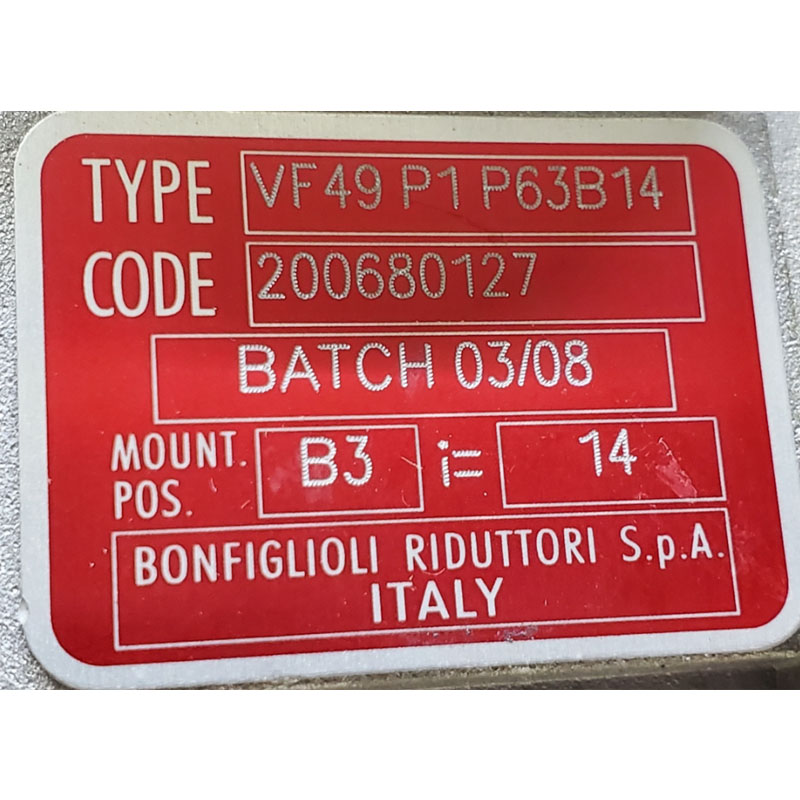 TYPE VF49 P1 P63B14
CODE 200680127
BATCH 03/08
MOUNT. POS. B3 i= 14
BONFIGLIOLI RIDUTTORI S.p.A.
ITALY